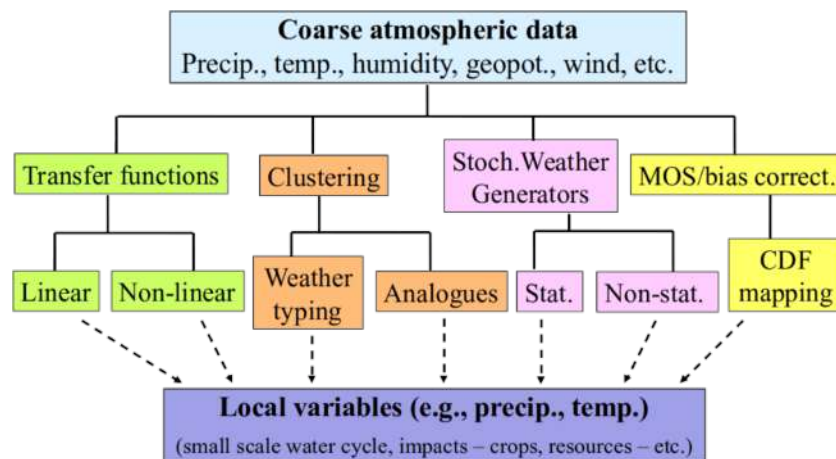 Coarse atmospheric data
Precip., temp., humidity, geopot., wind, etc.
Transfer functions
Clustering
Stoch.Weather
Generators
MOS/bias correct.
Linear
Non-linear
Weather
typing
Analogues
Stat.
Non-stat.
CDF
mapping
Local variables (e.g., precip., temp.)
(small scale water cycle, impacts – crops, resources – etc.)